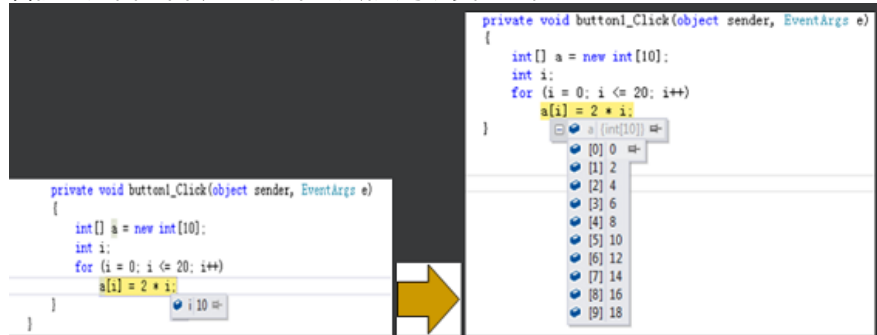 private void button1_Click(object sender, EventArgs e)
{
int[] a = new int[10];
int i;
for (i = 0; i <= 20; i++)
a[i] = 2 * i;
i 10
}
}
private void button1_Click(object sender, EventArgs e)
{
int[] a = new int[10];
int i;
for (i = 0; i <= 20; i++)
a[i] = 2 * i;
a {int[10]}
}
[0] 0
[1] 2
[2] 4
[3] 6
[4] 8
[5] 10
[6] 12
[7] 14
[8] 16
[9] 18